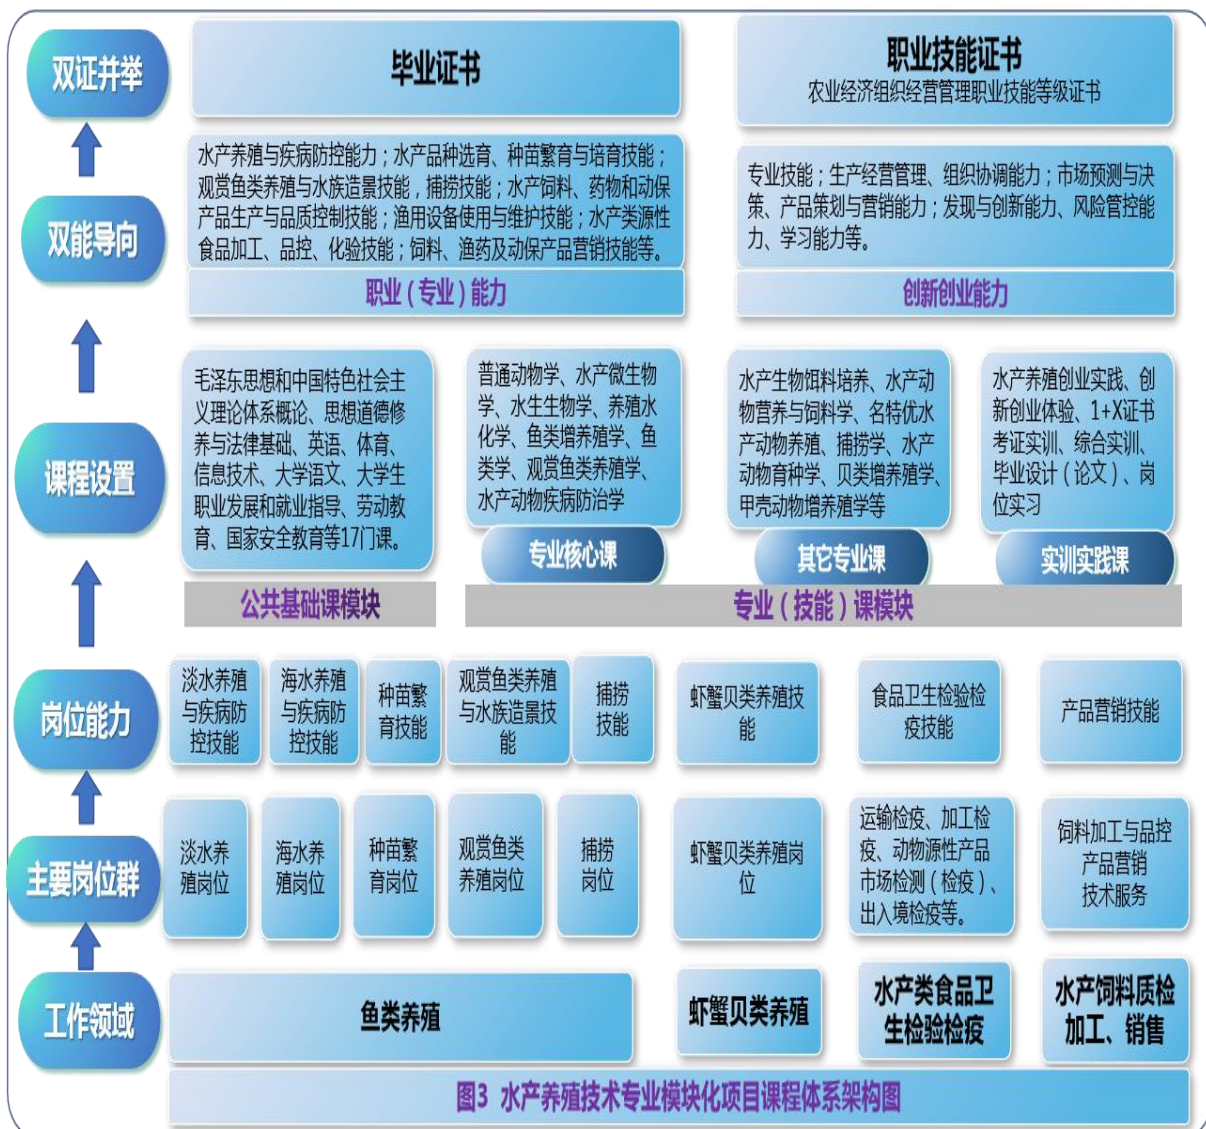 双证并举
毕业证书
职业技能证书
农业经济组织经营管理职业技能等级证书
双能导向
水产养殖与疾病防控能力；水产品种选育、种苗繁育与培育技能；
观赏鱼类养殖与水族造景技能，捕捞技能；水产饲料、药物和动保
产品生产与品质控制技能；渔用设备使用与维护技能；水产类源性
食品加工、品控、化验技能；饲料、渔药及动保产品营销技能等。
职业（专业）能力
专业技能；生产经营管理、组织协调能力；市场预测与决
策、产品策划与营销能力；发现与创新能力、风险管控能
力、学习能力等。
创新创业能力
课程设置
毛泽东思想和中国特色社会主
义理论体系概论、思想道德修
养与法律基础、英语、体育、
信息技术、大学语文、大学生
职业发展和就业指导、劳动教
育、国家安全教育等17门课。
公共基础课模块
普通动物学、水产微生物
学、水生生物学、养殖水
化学、鱼类增养殖学、鱼
类学、观赏鱼类养殖学、
水产动物疾病防治学
专业核心课
水产生物饵料培养、水产动
物营养与饲料学、名特优水
产动物养殖、捕捞学、水产
动物育种学、贝类增养殖学、
甲壳动物增养殖学等
其它专业课
水产养殖创业实践、创
新创业体验、1+X证书
考证实训、综合实训、
毕业设计（论文）、岗
位实习
实训实践课
专业（技能）课模块
岗位能力
淡水养殖
与疾病防
控技能
海水养殖
与疾病防
控技能
种苗繁
育技能
观赏鱼类养殖
与水族造景技
能
捕捞
技能
虾蟹贝类养殖技
能
食品卫生检验检
疫技能
产品营销技能
主要岗位群
淡水养
殖岗位
海水养
殖岗位
种苗繁
育岗位
观赏鱼类
养殖岗位
捕捞
岗位
虾蟹贝类养殖岗
位
运输检疫、加工检
疫、动物源性产品
市场检测（检疫）、
出入境检疫等。
饲料加工与品控
产品营销
技术服务
工作领域
鱼类养殖
虾蟹贝类养殖
水产类食品卫
生检验检疫
水产饲料质检
加工、销售
图3 水产养殖技术专业模块化项目课程体系架构图